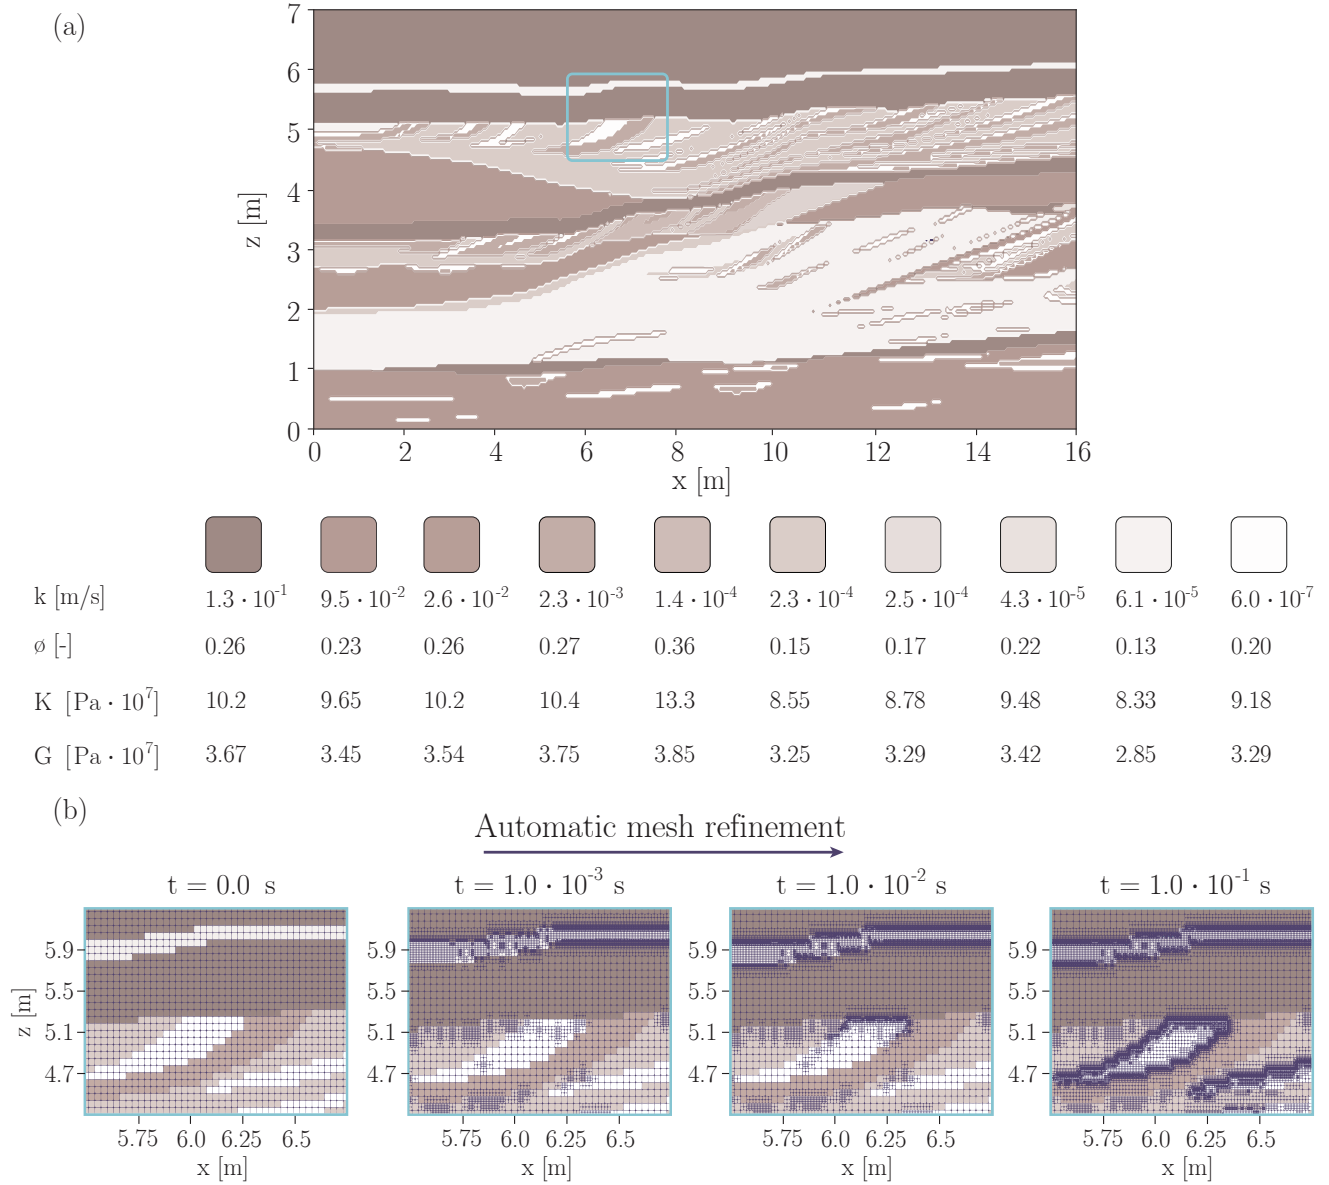 (a)
7
6
5
4
3
2
1
0
z [m]
0 2 4 6 8 10 12 14 16
x [m]
k [m/s] 1.3 · 10⁻¹ 9.5 · 10⁻² 2.6 · 10⁻² 2.3 · 10⁻³ 1.4 · 10⁻⁴ 2.3 · 10⁻⁴ 2.5 · 10⁻⁴ 4.3 · 10⁻⁵ 6.1 · 10⁻⁵ 6.0 · 10⁻⁷
ø [-] 0.26 0.23 0.26 0.27 0.36 0.15 0.17 0.22 0.13 0.20
K [Pa · 10⁷] 10.2 9.65 10.2 10.4 13.3 8.55 8.78 9.48 8.33 9.18
G [Pa · 10⁷] 3.67 3.45 3.54 3.75 3.85 3.25 3.29 3.42 2.85 3.29
(b)
Automatic mesh refinement
t = 0.0 s t = 1.0 · 10⁻³ s t = 1.0 · 10⁻² s t = 1.0 · 10⁻¹ s
5.9 5.9 5.9 5.9
5.5 5.5 5.5 5.5
5.1 5.1 5.1 5.1
4.7 4.7 4.7 4.7
z [m]
5.75 6.0 6.25 6.5 5.75 6.0 6.25 6.5 5.75 6.0 6.25 6.5 5.75 6.0 6.25 6.5
x [m] x [m] x [m] x [m]